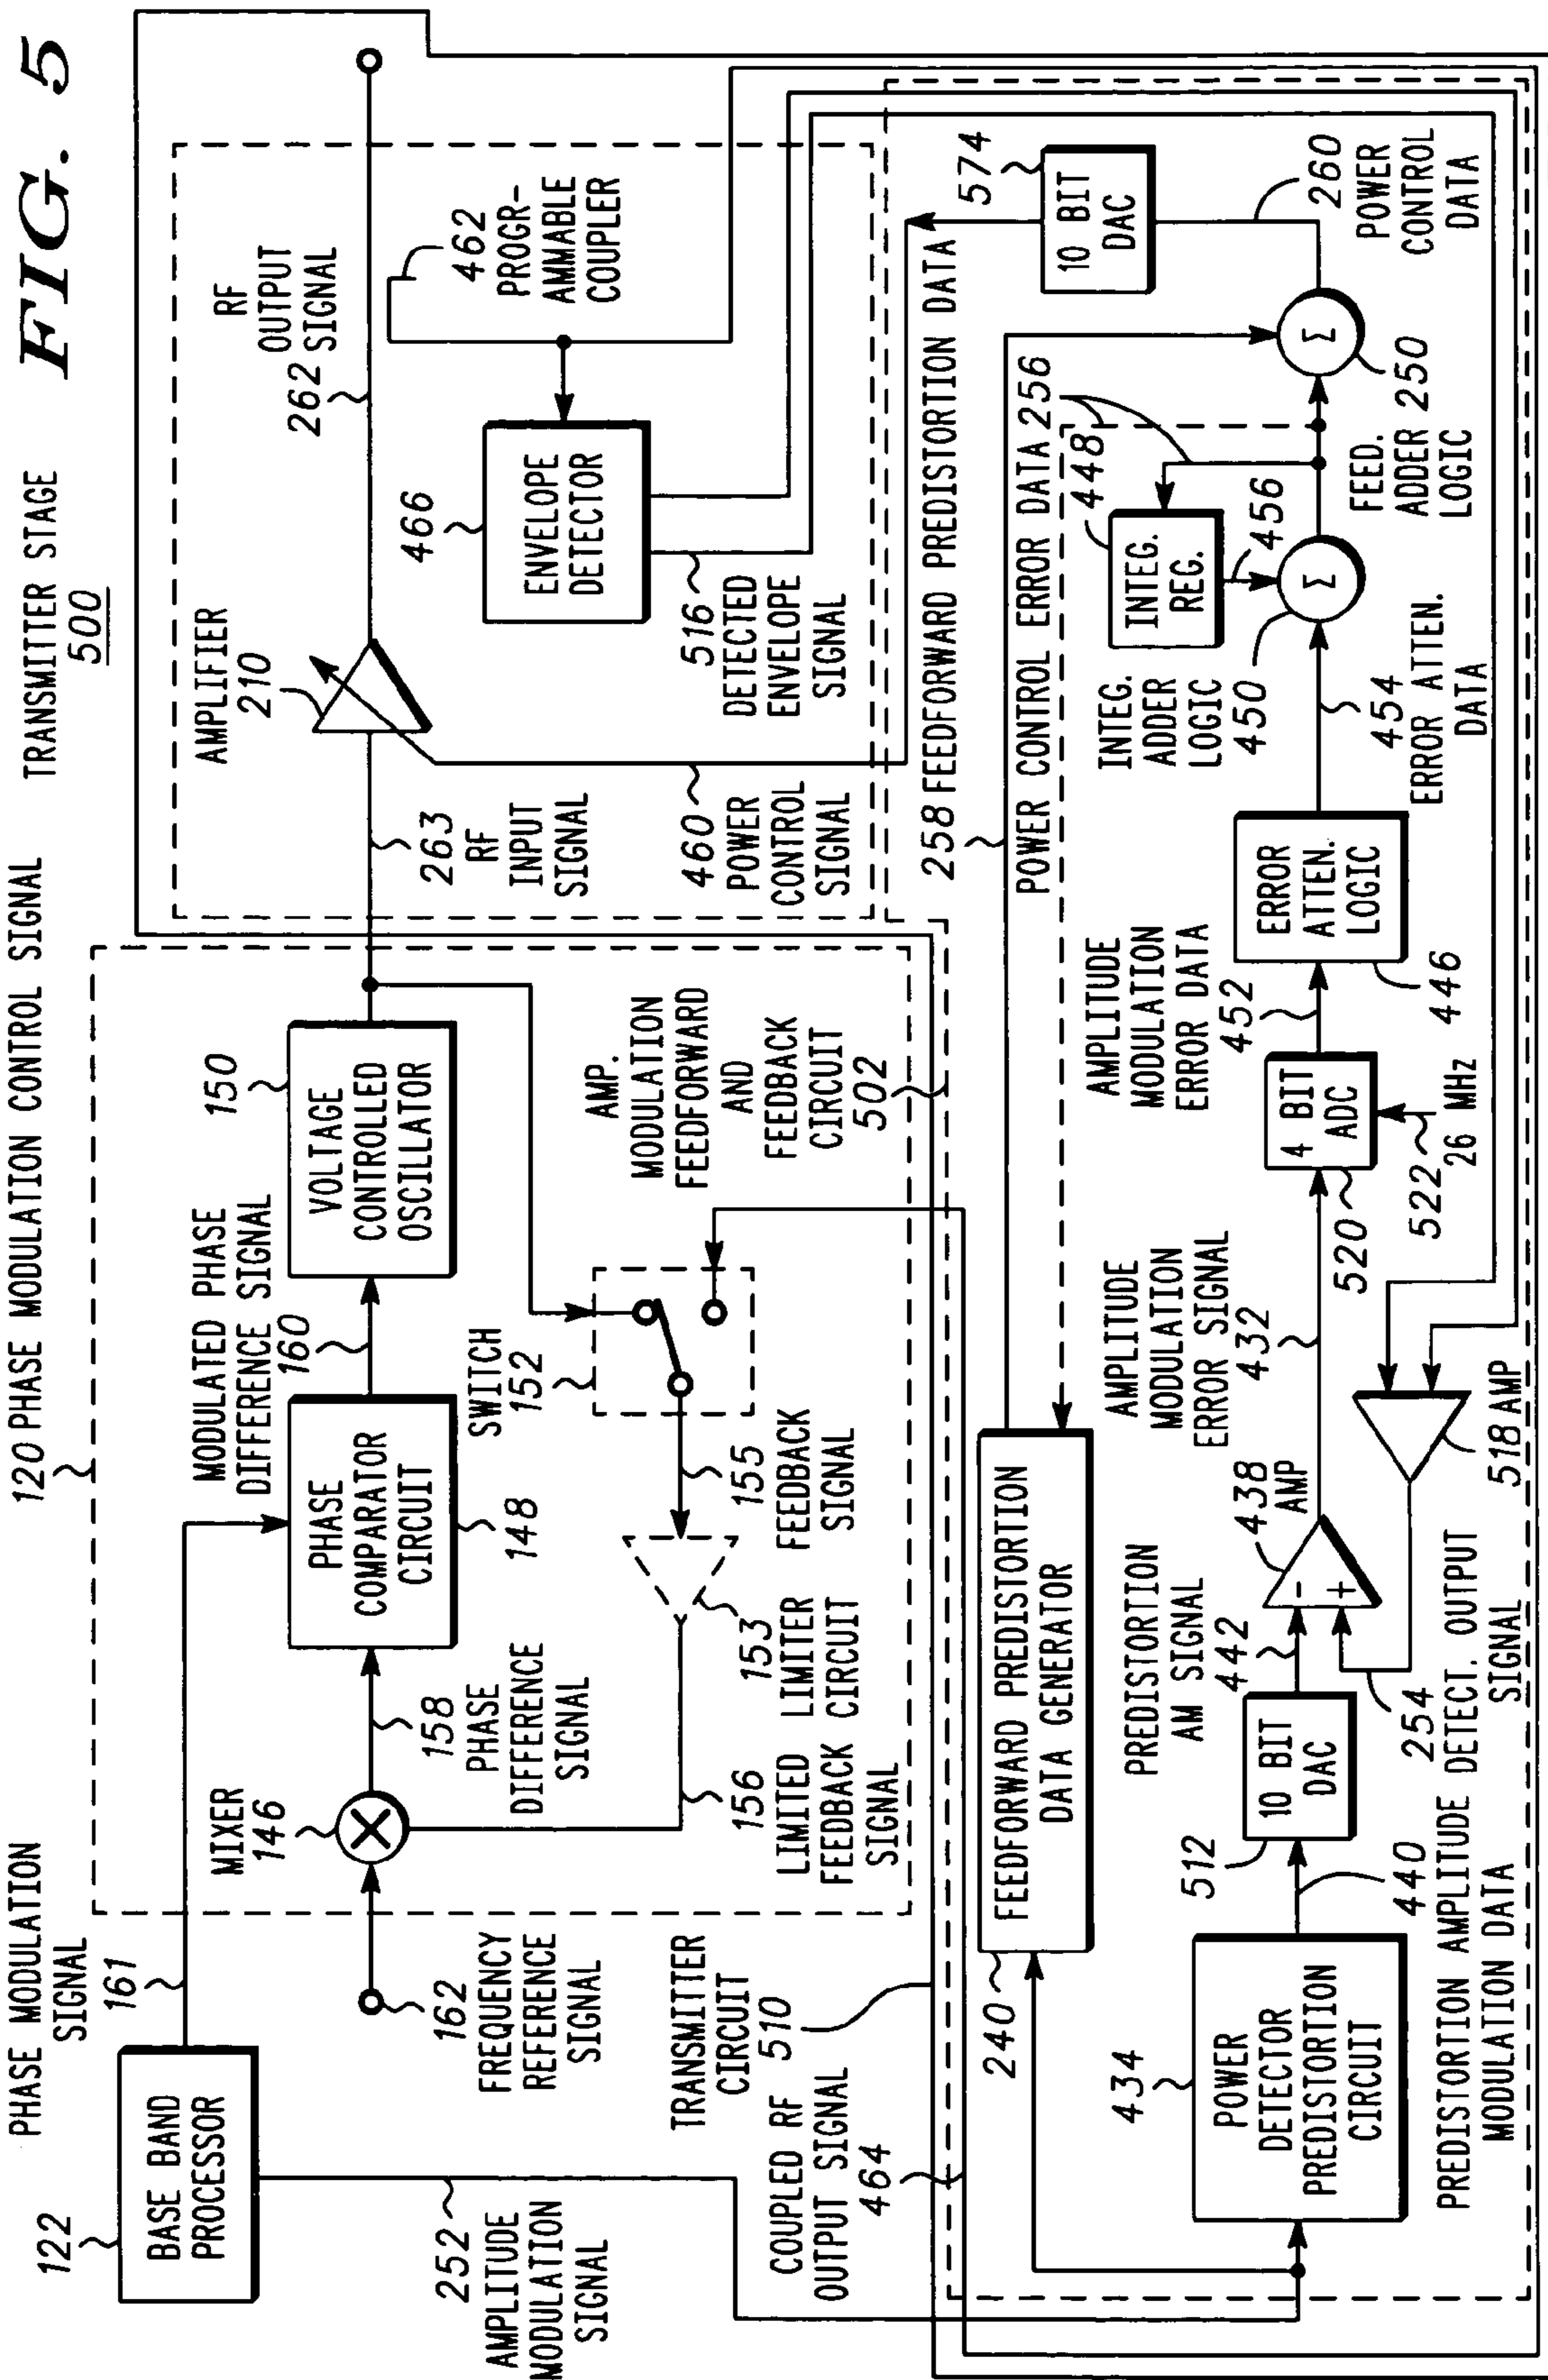 FIG. 5
120 PHASE MODULATION CONTROL SIGNAL
TRANSMITTER STAGE
500
PHASE MODULATION
SIGNAL
161
122
BASE BAND
PROCESSOR
252
AMPLITUDE
MODULATION
SIGNAL
162
FREQUENCY
REFERENCE
SIGNAL
MIXER
146
158
PHASE
DIFFERENCE
SIGNAL
PHASE
COMPARATOR
CIRCUIT
148
MODULATED PHASE
DIFFERENCE SIGNAL
160
VOLTAGE
CONTROLLED
OSCILLATOR
150
SWITCH
152
155
FEEDBACK
SIGNAL
153
LIMITER
CIRCUIT
156
LIMITED
FEEDBACK
SIGNAL
AMP.
MODULATION
FEEDFORWARD
AND
FEEDBACK
CIRCUIT
502
AMPLIFIER
210
263
RF
INPUT
SIGNAL
RF
OUTPUT
SIGNAL
262
462
PROGR-
AMMABLE
COUPLER
466
ENVELOPE
DETECTOR
516
DETECTED
ENVELOPE
SIGNAL
460
POWER
CONTROL
SIGNAL
TRANSMITTER
CIRCUIT
510
COUPLED RF
OUTPUT SIGNAL
464
240
FEEDFORWARD PREDISTORTION
DATA GENERATOR
258 FEEDFORWARD PREDISTORTION DATA
POWER CONTROL ERROR DATA 256
574
10 BIT
DAC
260
POWER
CONTROL
DATA
434
POWER
DETECTOR
PREDISTORTION
CIRCUIT
440
PREDISTORTION AMPLITUDE
MODULATION DATA
512
10 BIT
DAC
PREDISTORTION
AM SIGNAL
442
438
AMP
-
+
254
DETECT. OUTPUT
SIGNAL
518 AMP
AMPLITUDE
MODULATION
ERROR SIGNAL
432
4 BIT
ADC
520
522
26 MHz
AMPLITUDE
MODULATION
ERROR DATA
452
ERROR
ATTEN.
LOGIC
446
454
ERROR ATTEN.
DATA
INTEG.
ADDER
LOGIC
450
Σ
INTEG.
REG.
448
456
FEED.
ADDER
LOGIC
250
Σ